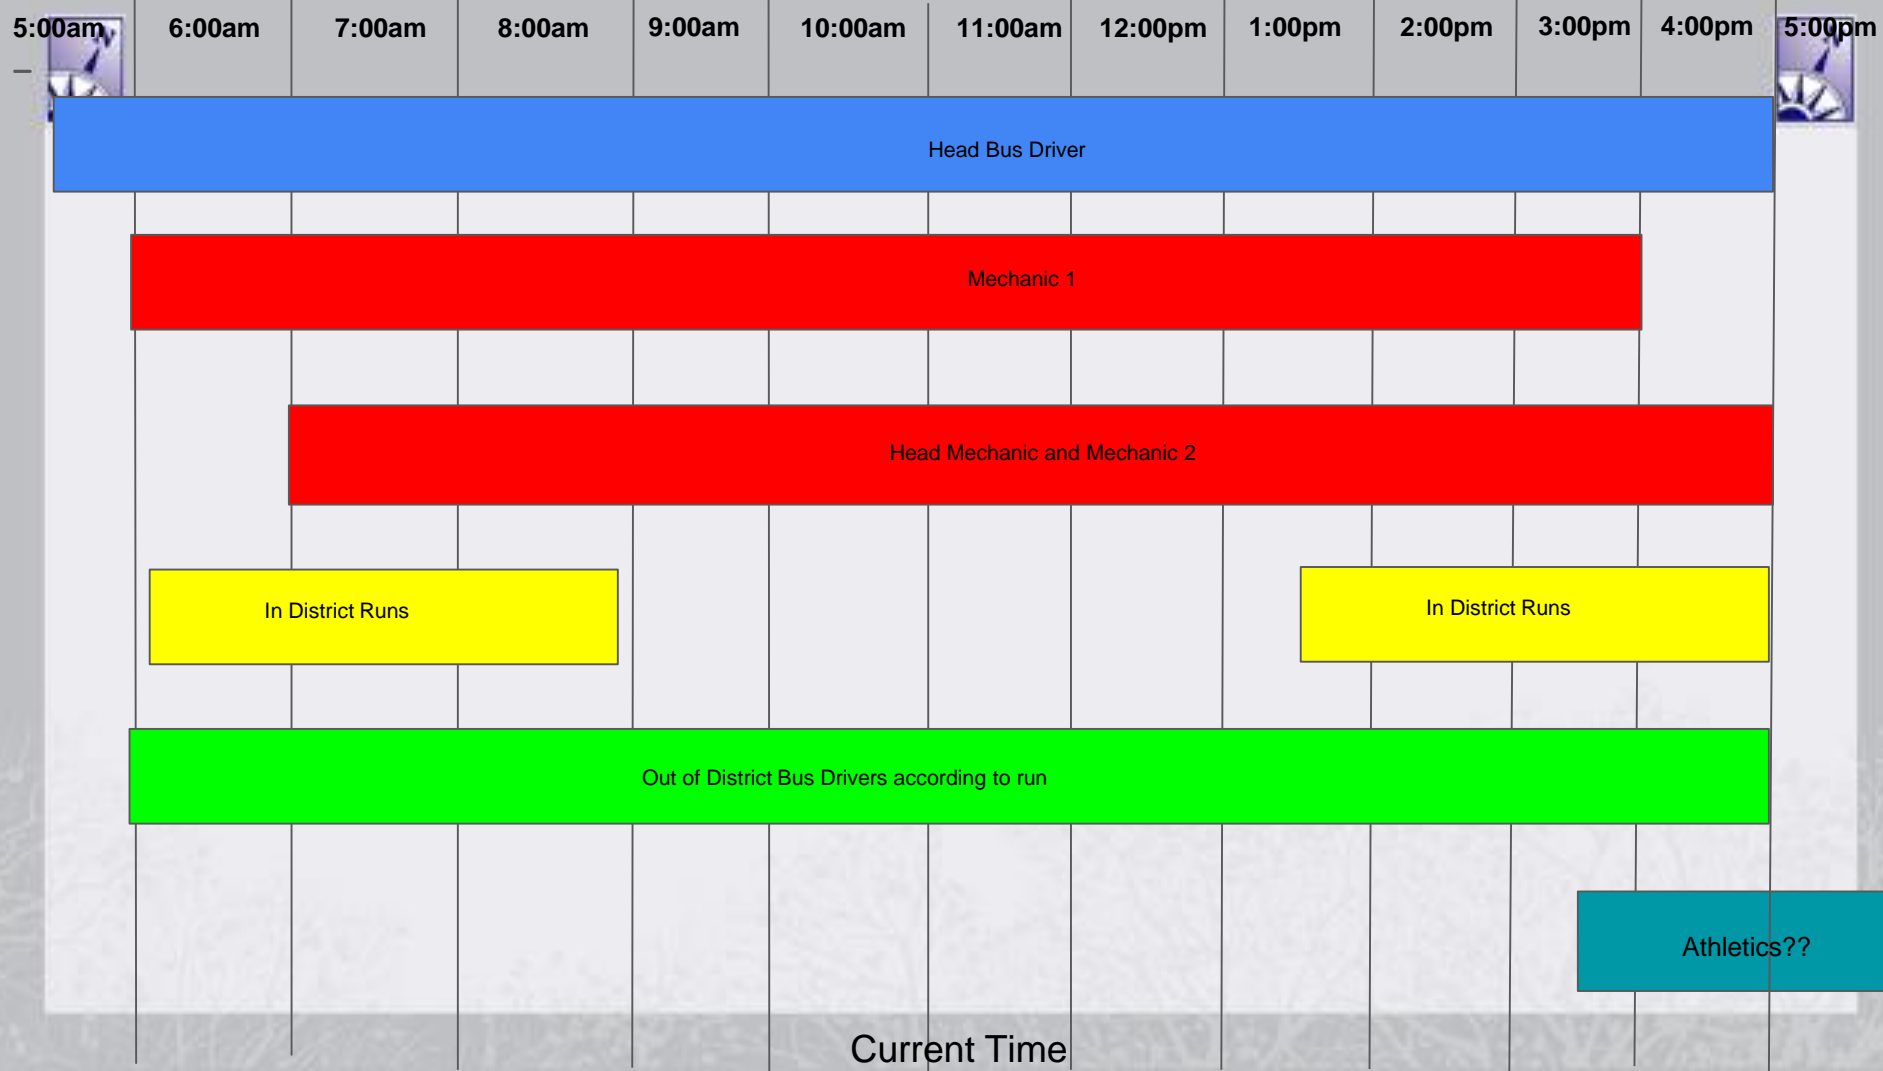 5:00am 6:00am 7:00am 8:00am 9:00am 10:00am 11:00am 12:00pm 1:00pm 2:00pm 3:00pm 4:00pm 5:00pm
Head Bus Driver
Mechanic 1
Head Mechanic and Mechanic 2
In District Runs In District Runs
Out of District Bus Drivers according to run
Athletics??
Current Time